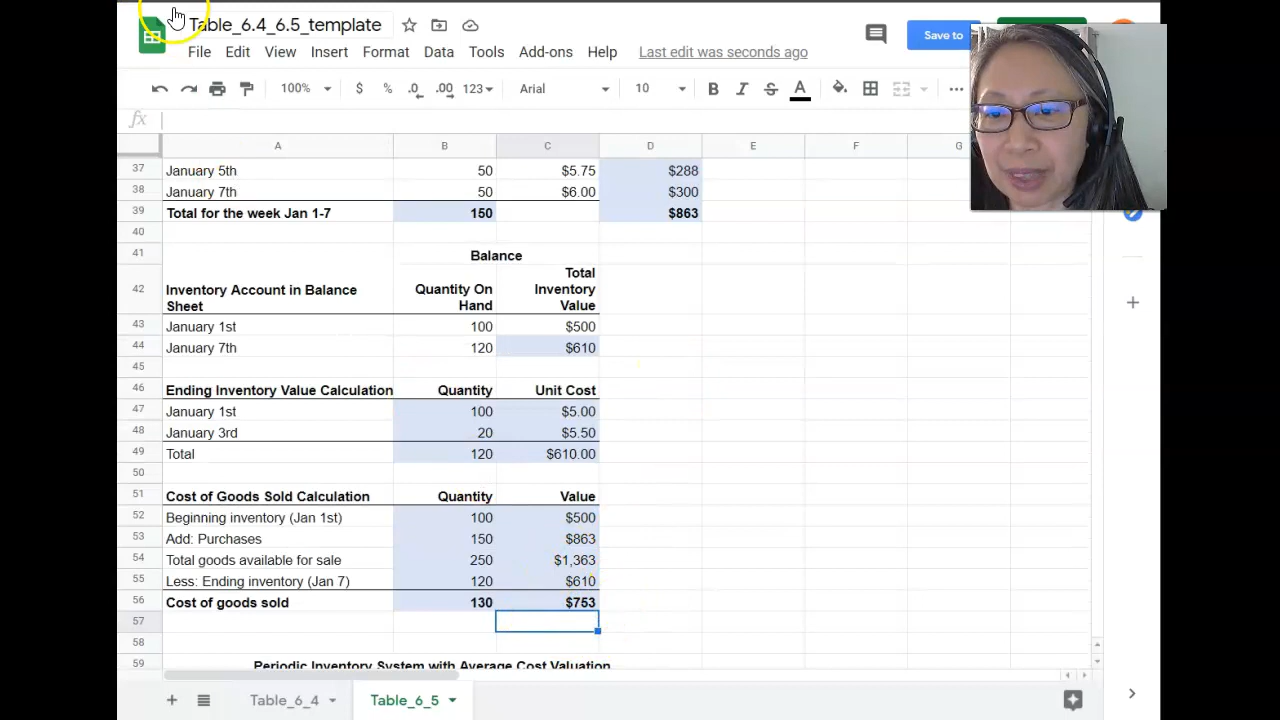 Table_6.4_6.5_template
Save to
File Edit View Insert Format Data Tools Add-ons Help Last edit was seconds ago
100% $ % .0 .00 123 Arial 10 B I S A
fx
A B C D E F G
37 January 5th 50 $5.75 $288
38 January 7th 50 $6.00 $300
39 Total for the week Jan 1-7 150 $863
40
41 Balance
Total
Quantity On Inventory
42 Inventory Account in Balance Hand Value
Sheet
43 January 1st 100 $500
44 January 7th 120 $610
45
46 Ending Inventory Value Calculation Quantity Unit Cost
47 January 1st 100 $5.00
48 January 3rd 20 $5.50
49 Total 120 $610.00
50
51 Cost of Goods Sold Calculation Quantity Value
52 Beginning inventory (Jan 1st) 100 $500
53 Add: Purchases 150 $863
54 Total goods available for sale 250 $1,363
55 Less: Ending inventory (Jan 7) 120 $610
56 Cost of goods sold 130 $753
57
58
59 Periodic Inventory System with Average Cost Valuation
Table_6_4 Table_6_5